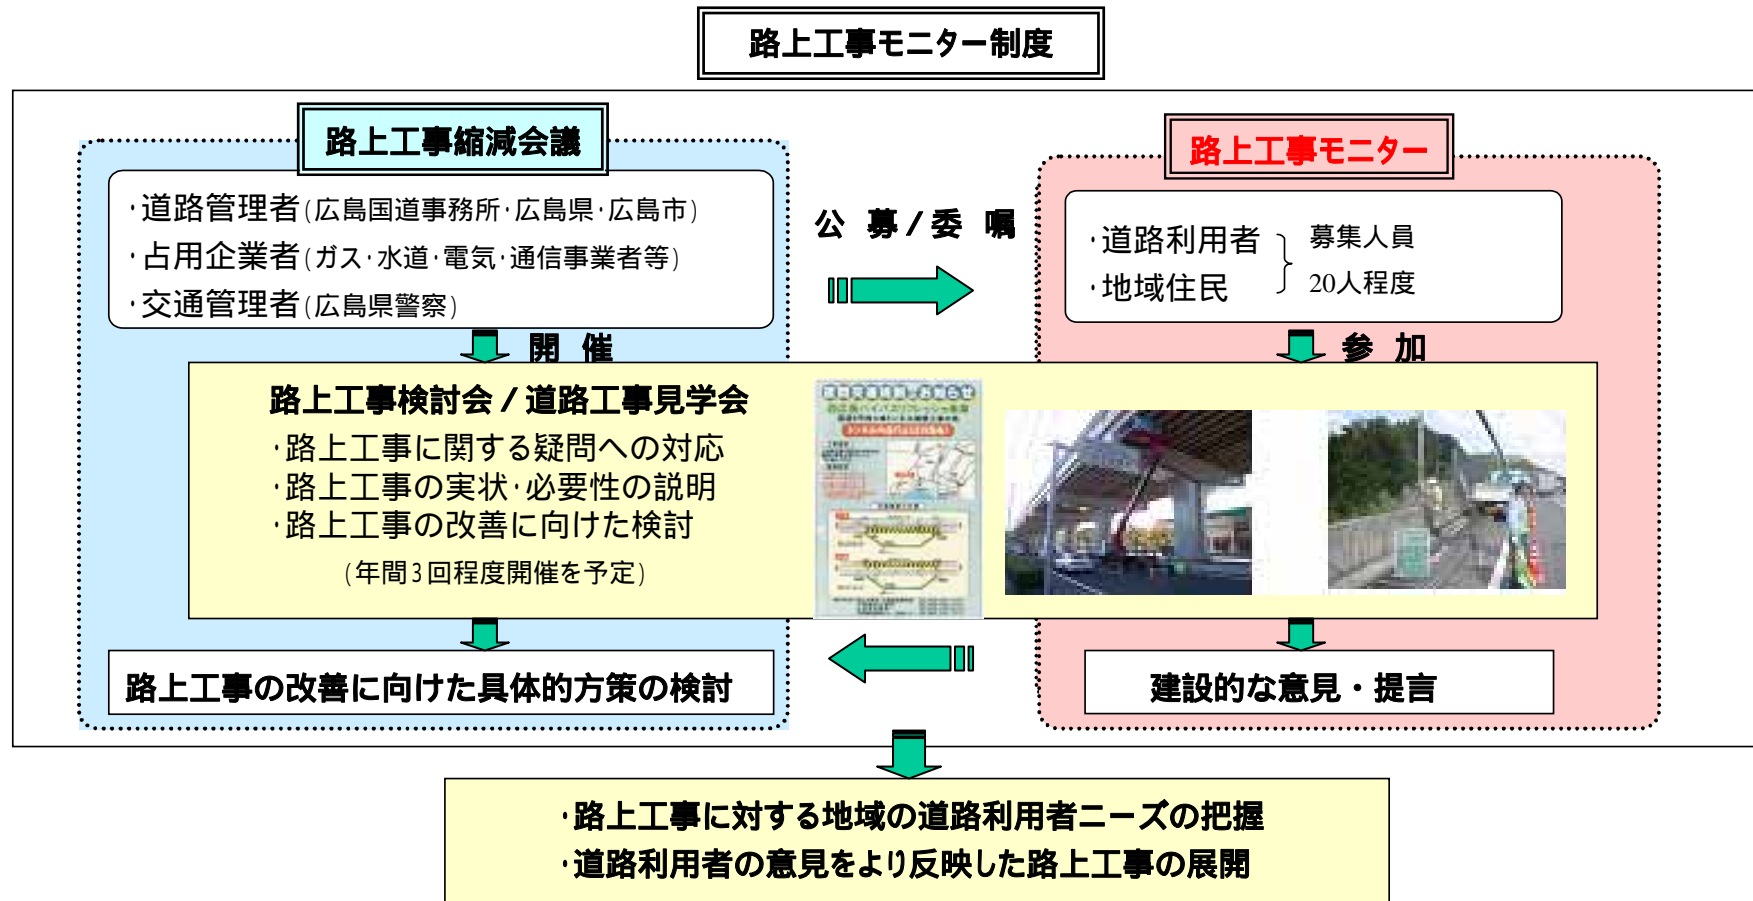 路上工事モニター制度
路上工事縮減会議
・道路管理者(広島国道事務所・広島県・広島市)
・占用企業者(ガス・水道・電気・通信事業者等)
・交通管理者(広島県警察)
公 募 / 委 嘱
路上工事モニター
・道路利用者
・地域住民
募集人員
20人程度
開 催
参 加
路上工事検討会 / 道路工事見学会
・路上工事に関する疑問への対応
・路上工事の実状・必要性の説明
・路上工事の改善に向けた検討
(年間3回程度開催を予定)
路上工事の改善に向けた具体的方策の検討
建設的な意見・提言
・路上工事に対する地域の道路利用者ニーズの把握
・道路利用者の意見をより反映した路上工事の展開